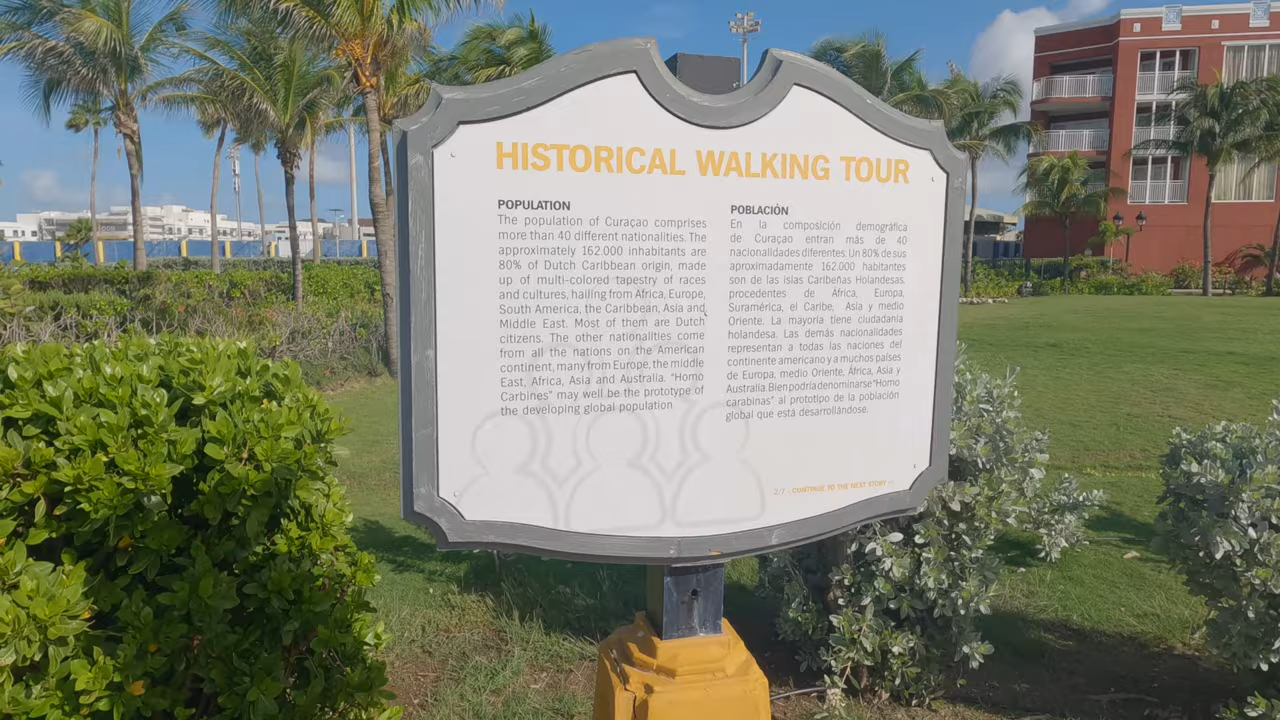 HISTORICAL WALKING TOUR
POPULATION
The population of Curaçao comprises
more than 40 different nationalities. The
approximately 162.000 inhabitants are
80% of Dutch Caribbean origin, made
up of multi-colored tapestry of races
and cultures, hailing from Africa, Europe,
South America, the Caribbean, Asia and
Middle East. Most of them are Dutch
citizens. The other nationalities come
from all the nations on the American
continent, many from Europe, the middle
East, Africa, Asia and Australia. "Homo
Carbines" may well be the prototype of
the developing global population
POBLACIÒN
En la composición demográfica
de Curaçao entran más de 40
nacionalidades diferentes. Un 80% de sus
aproximadamente 162.000 habitantes
son de las islas Caribeñas Holandesas,
procedentes de África, Europa,
Suramérica, el Caribe, Asia y medio
Oriente. La mayoría tiene ciudadanía
holandesa. Las demás nacionalidades
representan a todas las naciones del
continente americano y a muchos países
de Europa, medio Oriente, África, Asia y
Australia. Bien podría denominarse "Homo
carabinas" al prototipo de la población
global que está desarrollándose.
2/7 - CONTINUE TO THE NEXT STORY